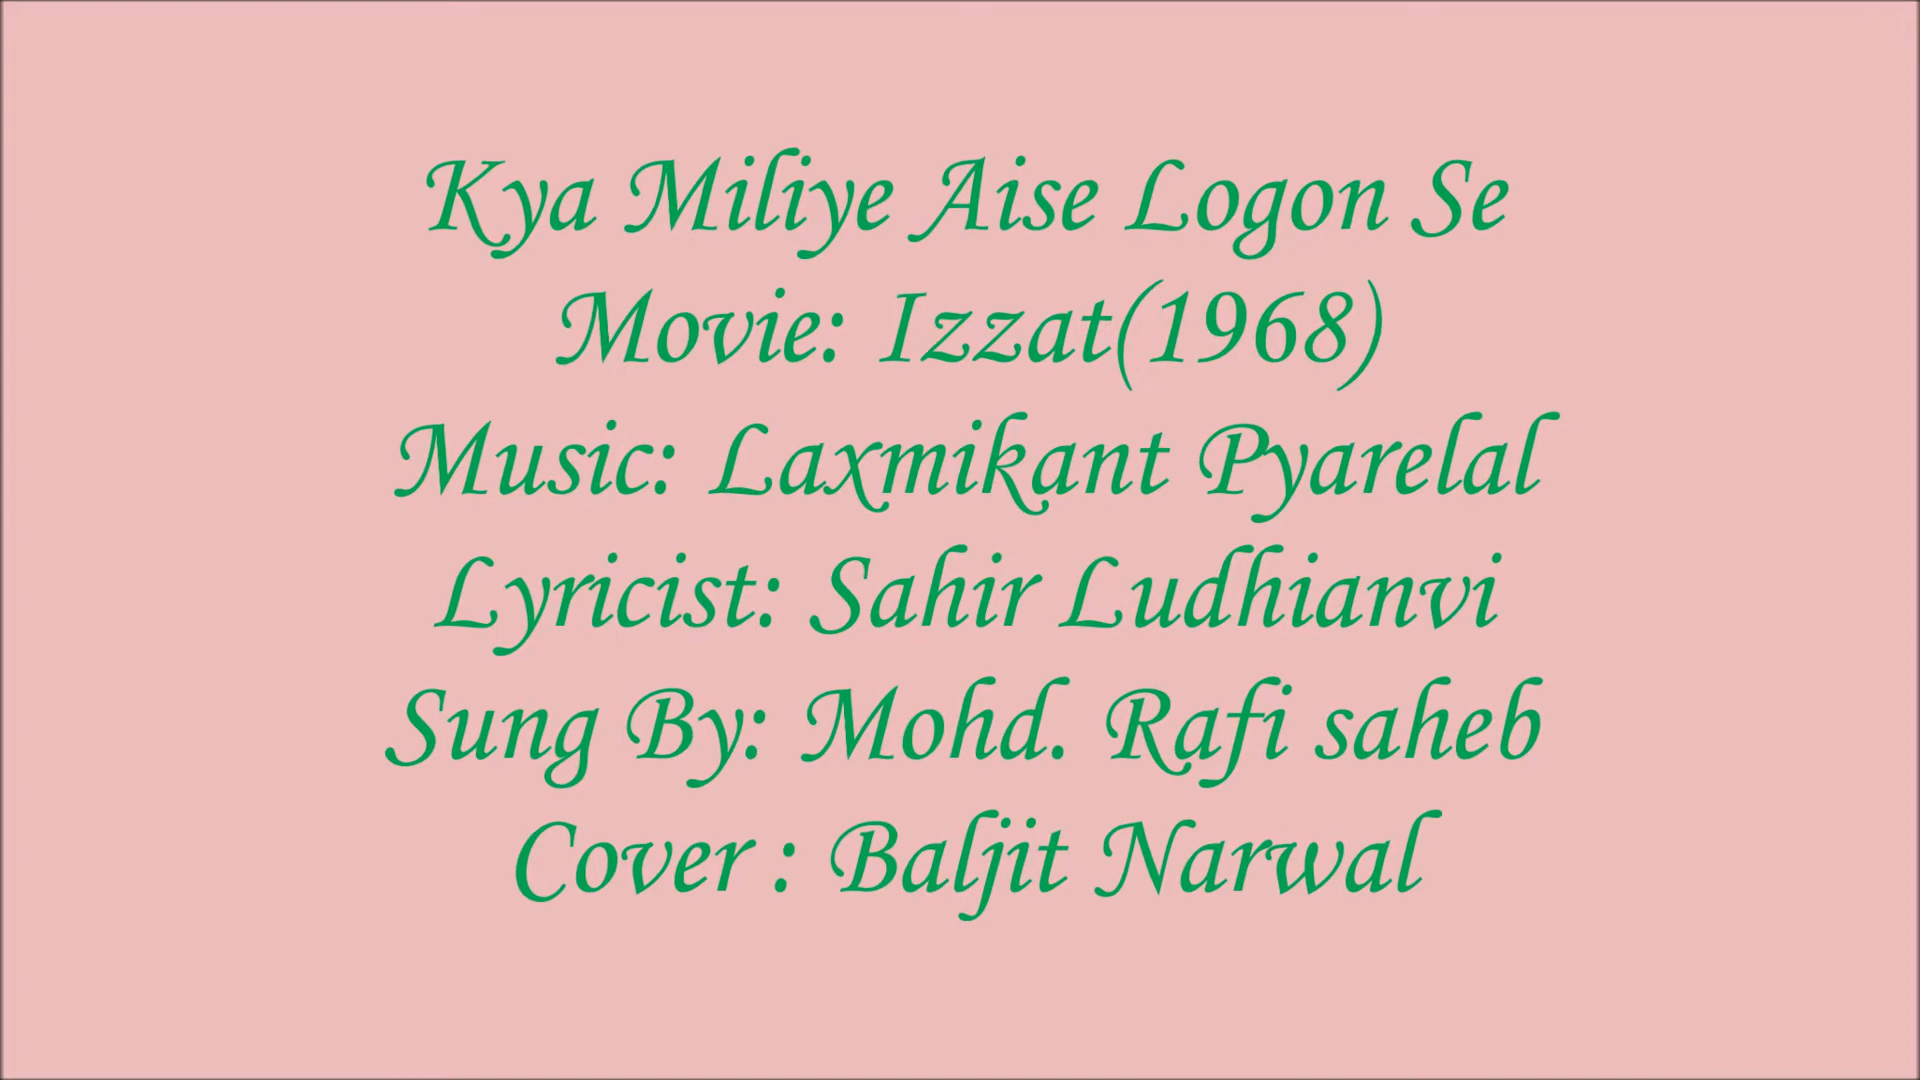 Kya Miliye Aise Logon Se
Movie: Izzat(1968)
Music: Laxmikant Pyarelal
Lyricist: Sahir Ludhianvi
Sung By: Mohd. Rafi saheb
Cover : Baljit Narwal